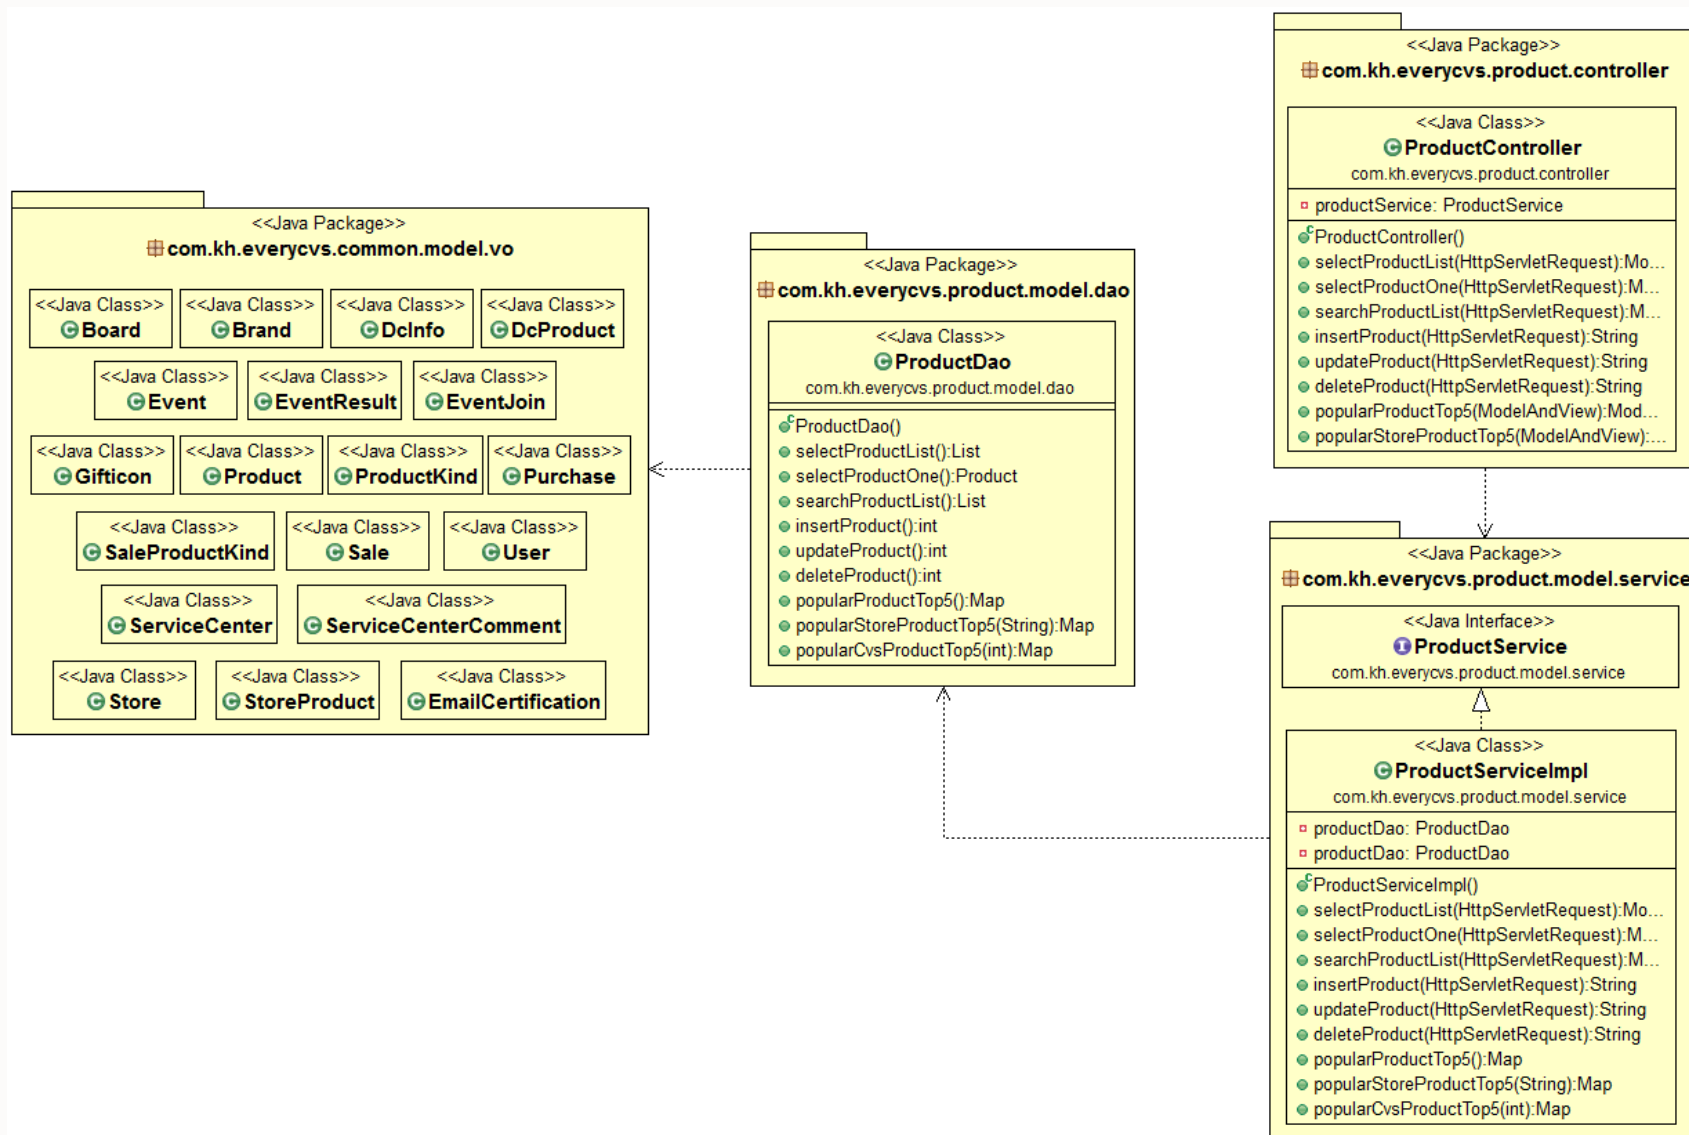 <<Java Package>>
com.kh.everycvs.common.model.vo
<<Java Class>> <<Java Class>> <<Java Class>> <<Java Class>>
Board Brand DcInfo DcProduct
<<Java Class>> <<Java Class>> <<Java Class>>
Event EventResult EventJoin
<<Java Class>> <<Java Class>> <<Java Class>> <<Java Class>>
Gifticon Product ProductKind Purchase
<<Java Class>> <<Java Class>> <<Java Class>>
SaleProductKind Sale User
<<Java Class>> <<Java Class>>
ServiceCenter ServiceCenterComment
<<Java Class>> <<Java Class>> <<Java Class>>
Store StoreProduct EmailCertification
<<Java Package>>
com.kh.everycvs.product.model.dao
<<Java Class>>
ProductDao
com.kh.everycvs.product.model.dao
ProductDao()
selectProductList():List
selectProductOne():Product
searchProductList():List
insertProduct():int
updateProduct():int
deleteProduct():int
popularProductTop5():Map
popularStoreProductTop5(String):Map
popularCvsProductTop5(int):Map
<<Java Package>>
com.kh.everycvs.product.controller
<<Java Class>>
ProductController
com.kh.everycvs.product.controller
productService: ProductService
ProductController()
selectProductList(HttpServletRequest):Mo...
selectProductOne(HttpServletRequest):M...
searchProductList(HttpServletRequest):M...
insertProduct(HttpServletRequest):String
updateProduct(HttpServletRequest):String
deleteProduct(HttpServletRequest):String
popularProductTop5(ModelAndView):Mod...
popularStoreProductTop5(ModelAndView):...
<<Java Package>>
com.kh.everycvs.product.model.service
<<Java Interface>>
ProductService
com.kh.everycvs.product.model.service
<<Java Class>>
ProductServiceImpl
com.kh.everycvs.product.model.service
productDao: ProductDao
productDao: ProductDao
ProductServiceImpl()
selectProductList(HttpServletRequest):Mo...
selectProductOne(HttpServletRequest):M...
searchProductList(HttpServletRequest):M...
insertProduct(HttpServletRequest):String
updateProduct(HttpServletRequest):String
deleteProduct(HttpServletRequest):String
popularProductTop5():Map
popularStoreProductTop5(String):Map
popularCvsProductTop5(int):Map